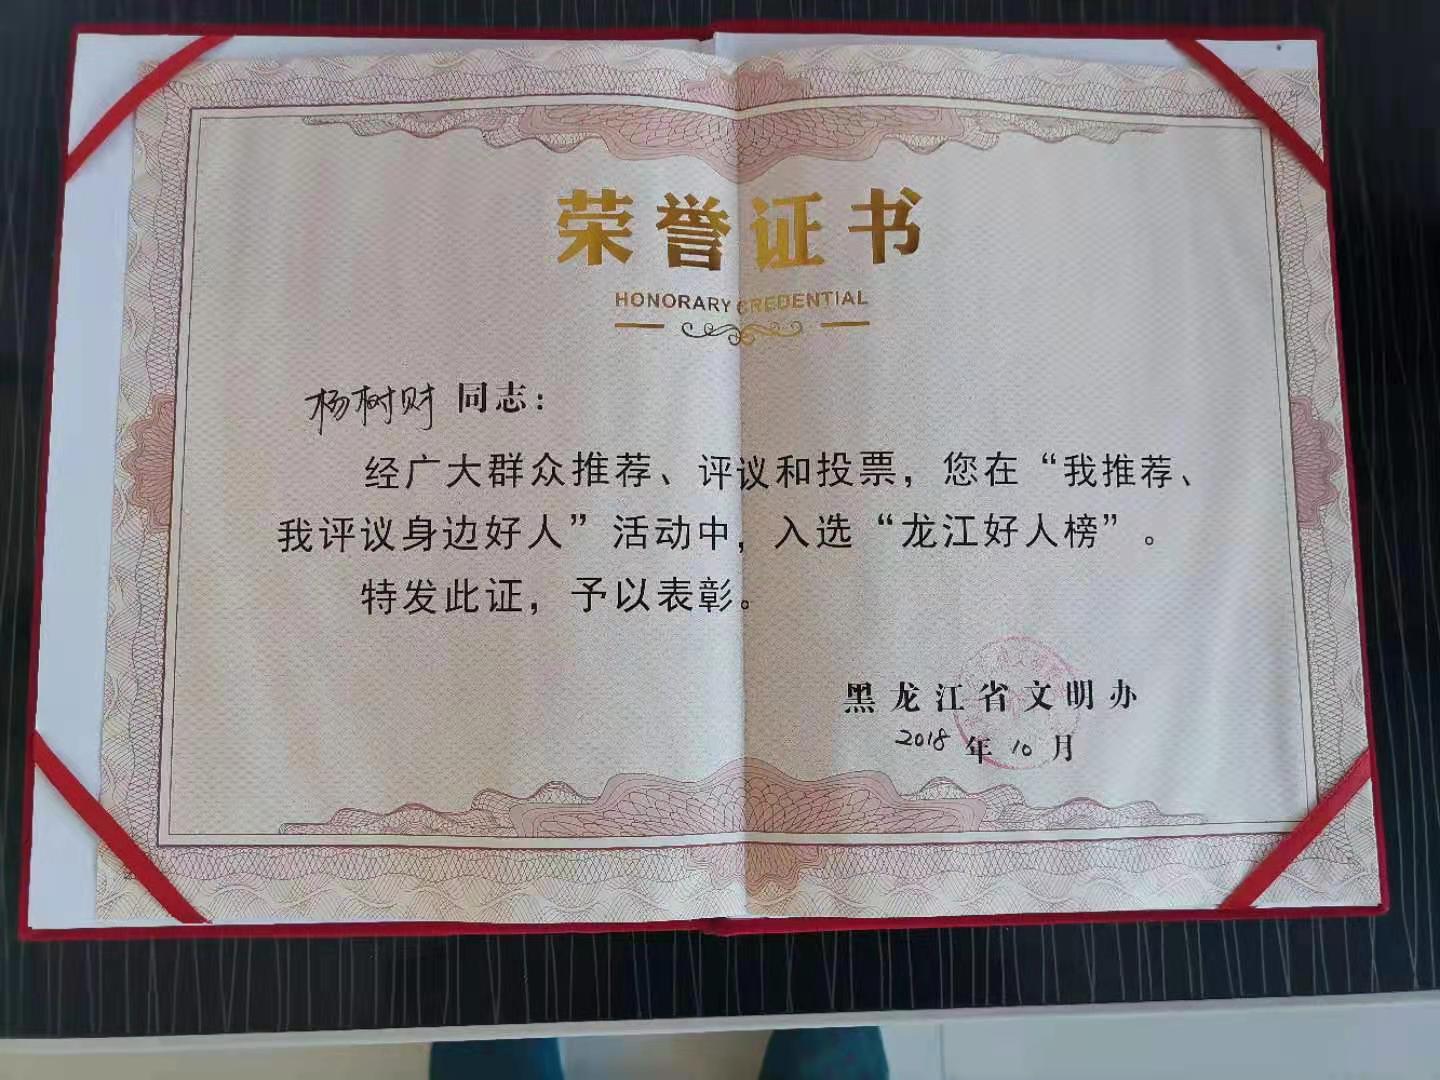 荣誉证书
HONORARY CREDENTIAL
杨树财 同志：
经广大群众推荐、评议和投票，您在“我推荐、
我评议身边好人”活动中，入选“龙江好人榜”。
特发此证，予以表彰。
黑龙江省文明办
2018 年 10 月